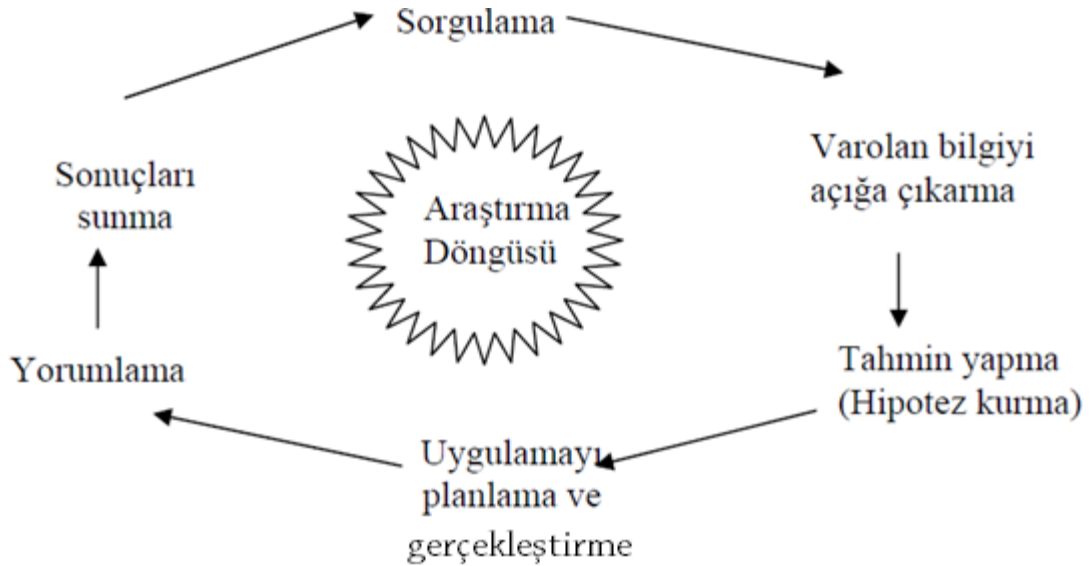 Sorgulama
Varolan bilgiyi
açığa çıkarma
Tahmin yapma
(Hipotez kurma)
Uygulamayı
planlama ve
gerçekleştirme
Yorumlama
Sonuçları
sunma
Araştırma
Döngüsü